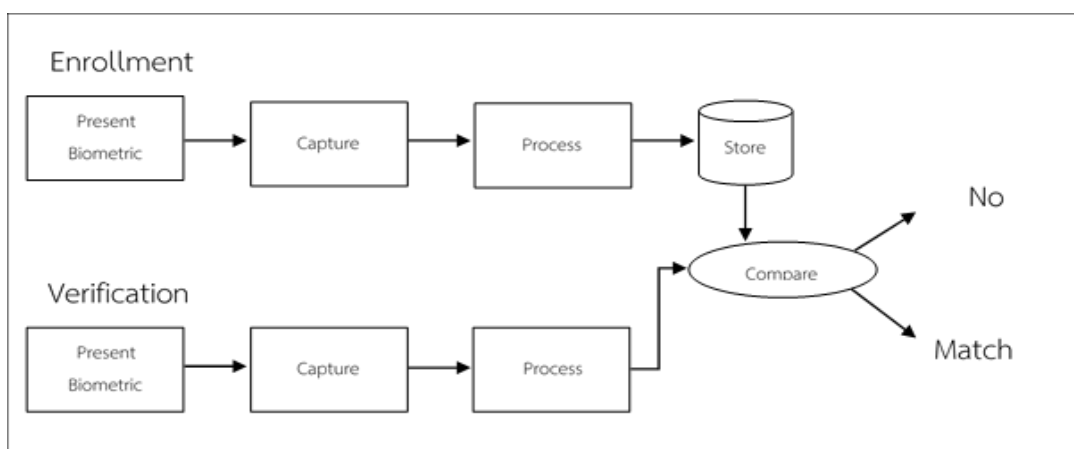 Enrollment
Present
Biometric
Capture
Process
Store
No
Compare
Verification
Match
Present
Biometric
Capture
Process